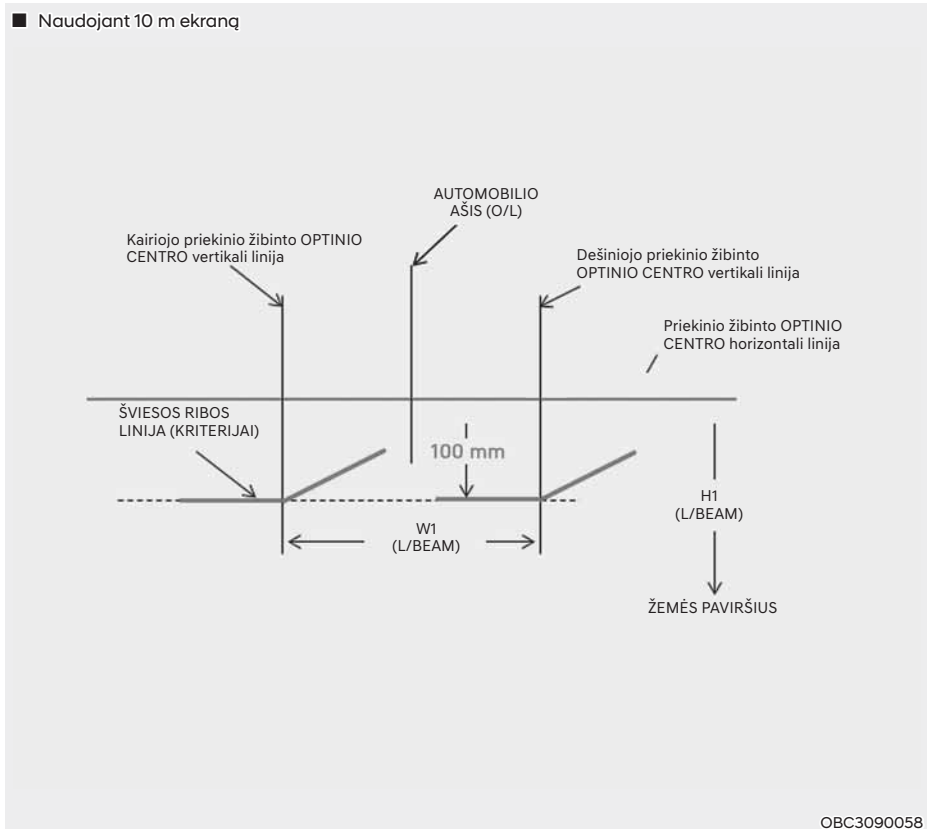 ■ Naudojant 10 m ekraną
AUTOMOBILIO
AŠIS (O/L)
Kairiojo priekinio žibinto OPTINIO
CENTRO vertikali linija
Dešiniojo priekinio žibinto
OPTINIO CENTRO vertikali linija
Priekinio žibinto OPTINIO
CENTRO horizontali linija
ŠVIESOS RIBOS
LINIJA (KRITERIJAI)
100 mm
H1
(L/BEAM)
W1
(L/BEAM)
ŽEMĖS PAVIRŠIUS
OBC3090058